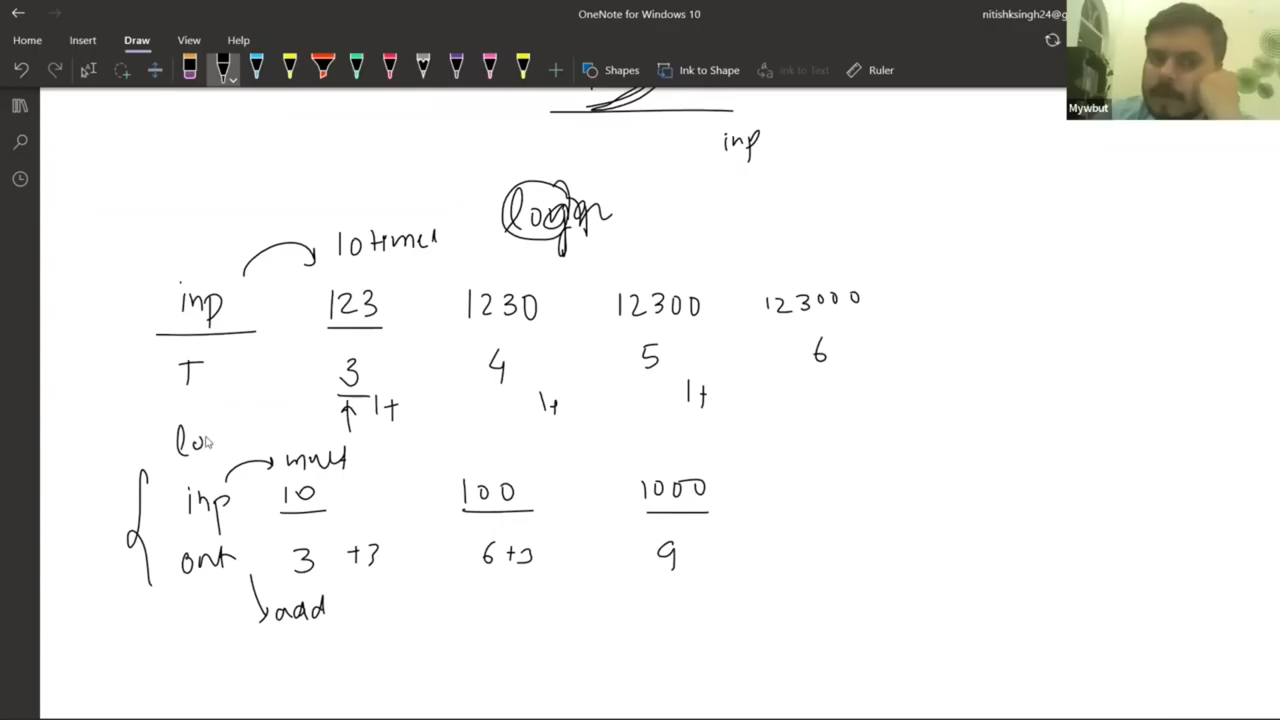 OneNote for Windows 10
nitishksingh24@g
Home Insert Draw View Help
Shapes Ink to Shape Ink to Text Ruler
Mywbut
inp
10 times
inp 123 1230 12300 123000
T 3 4 5 6
1+ 1+ 1+
lo
mult
inp 10 100 1000
out 3 +3 6 +3 9
add